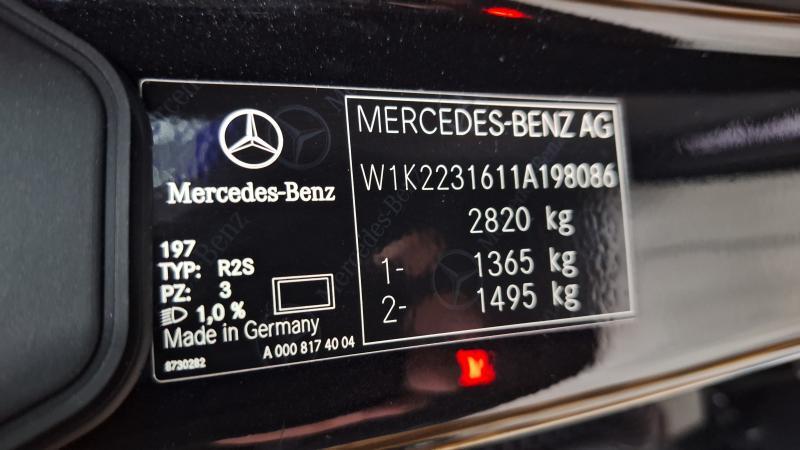 Mercedes-Benz
197
TYP: R2S
PZ: 3
1,0 %
Made in Germany
8730282
A 000 817 40 04
MERCEDES-BENZ AG
W1K2231611A198086
2820 kg
1- 1365 kg
2- 1495 kg